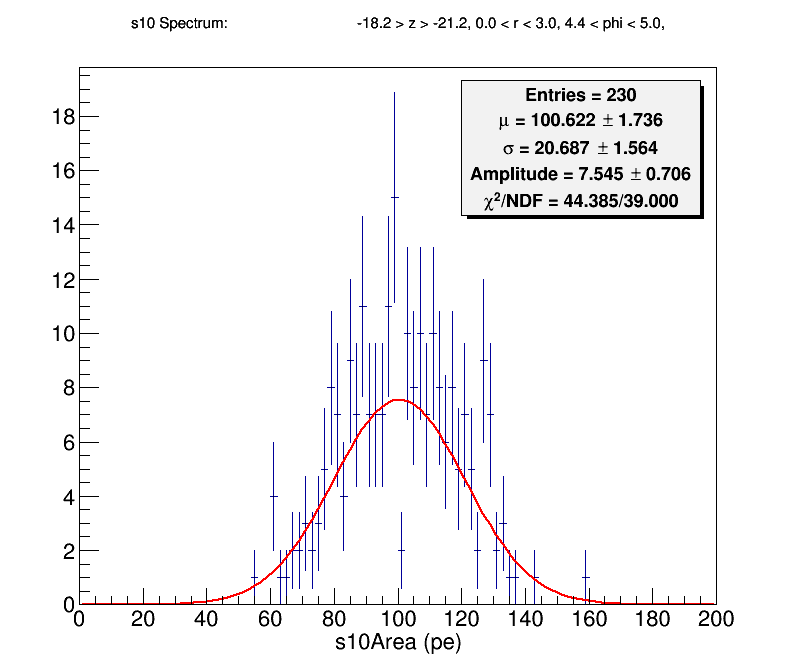 s10 Spectrum: -18.2 > z > -21.2, 0.0 < r < 3.0, 4.4 < phi < 5.0,
Entries = 230
μ = 100.622 ± 1.736
σ = 20.687 ± 1.564
Amplitude = 7.545 ± 0.706
χ²/NDF = 44.385/39.000
18
16
14
12
10
8
6
4
2
0
0 20 40 60 80 100 120 140 160 180 200
s10Area (pe)